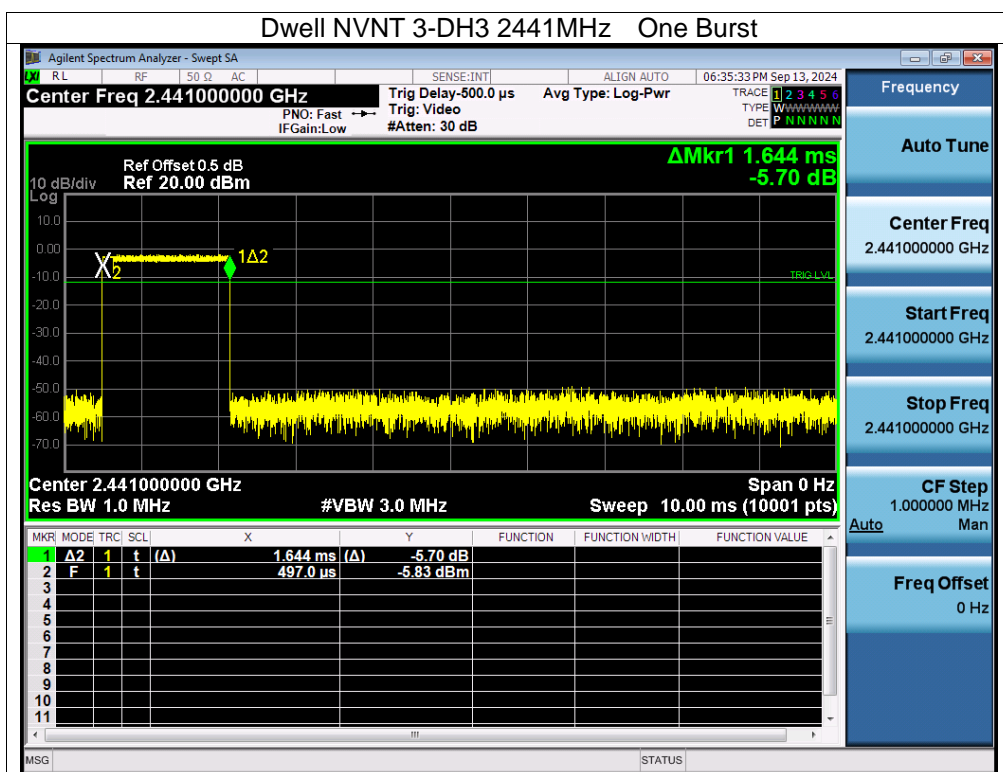 Dwell NVNT 3-DH3 2441MHz One Burst
Agilent Spectrum Analyzer - Swept SA
LXI RL RF 50 Ω AC SENSE:INT ALIGN AUTO 06:35:33 PM Sep 13, 2024
Center Freq 2.441000000 GHz
PNO: Fast
IFGain:Low
Trig Delay-500.0 µs
Trig: Video
#Atten: 30 dB
Avg Type: Log-Pwr
TRACE 1 2 3 4 5 6
TYPE WWWWWW
DET P N N N N N
ΔMkr1 1.644 ms
-5.70 dB
Ref Offset 0.5 dB
10 dB/div Ref 20.00 dBm
Log
10.0
0.00
-10.0
-20.0
-30.0
-40.0
-50.0
-60.0
-70.0
2
1Δ2
TRIG LVL
Center 2.441000000 GHz Span 0 Hz
Res BW 1.0 MHz #VBW 3.0 MHz Sweep 10.00 ms (10001 pts)
MKR MODE TRC SCL X Y FUNCTION FUNCTION WIDTH FUNCTION VALUE
1 Δ2 1 t (Δ) 1.644 ms (Δ) -5.70 dB
2 F 1 t 497.0 µs -5.83 dBm
3
4
5
6
7
8
9
10
11
MSG STATUS
Frequency
Auto Tune
Center Freq
2.441000000 GHz
Start Freq
2.441000000 GHz
Stop Freq
2.441000000 GHz
CF Step
1.000000 MHz
Auto Man
Freq Offset
0 Hz